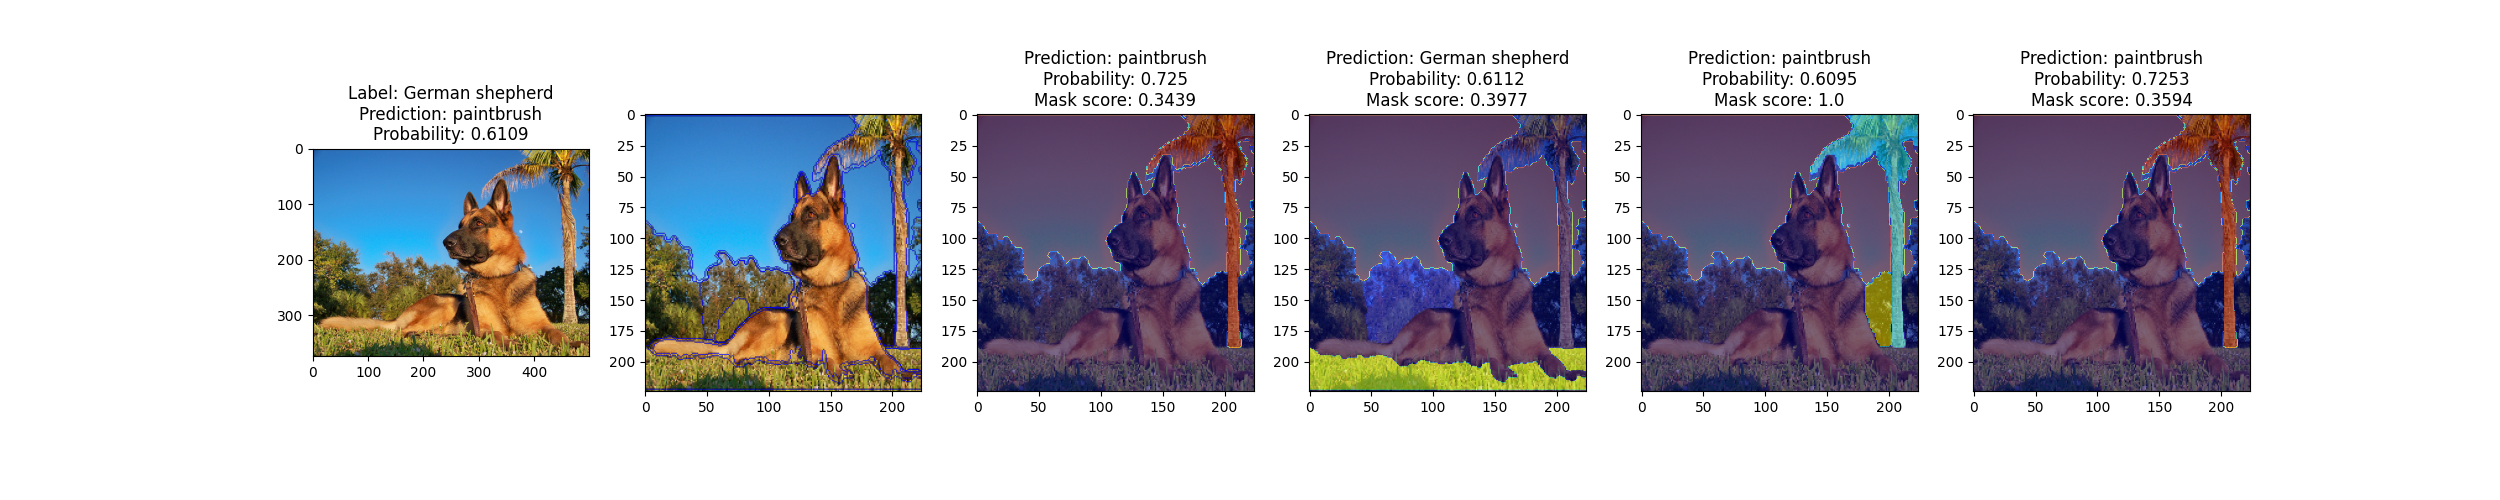 Label: German shepherd
Prediction: paintbrush
Probability: 0.6109
0
100
200
300
0 100 200 300 400
0
25
50
75
100
125
150
175
200
0 50 100 150 200
Prediction: paintbrush
Probability: 0.725
Mask score: 0.3439
0
25
50
75
100
125
150
175
200
0 50 100 150 200
Prediction: German shepherd
Probability: 0.6112
Mask score: 0.3977
0
25
50
75
100
125
150
175
200
0 50 100 150 200
Prediction: paintbrush
Probability: 0.6095
Mask score: 1.0
0
25
50
75
100
125
150
175
200
0 50 100 150 200
Prediction: paintbrush
Probability: 0.7253
Mask score: 0.3594
0
25
50
75
100
125
150
175
200
0 50 100 150 200